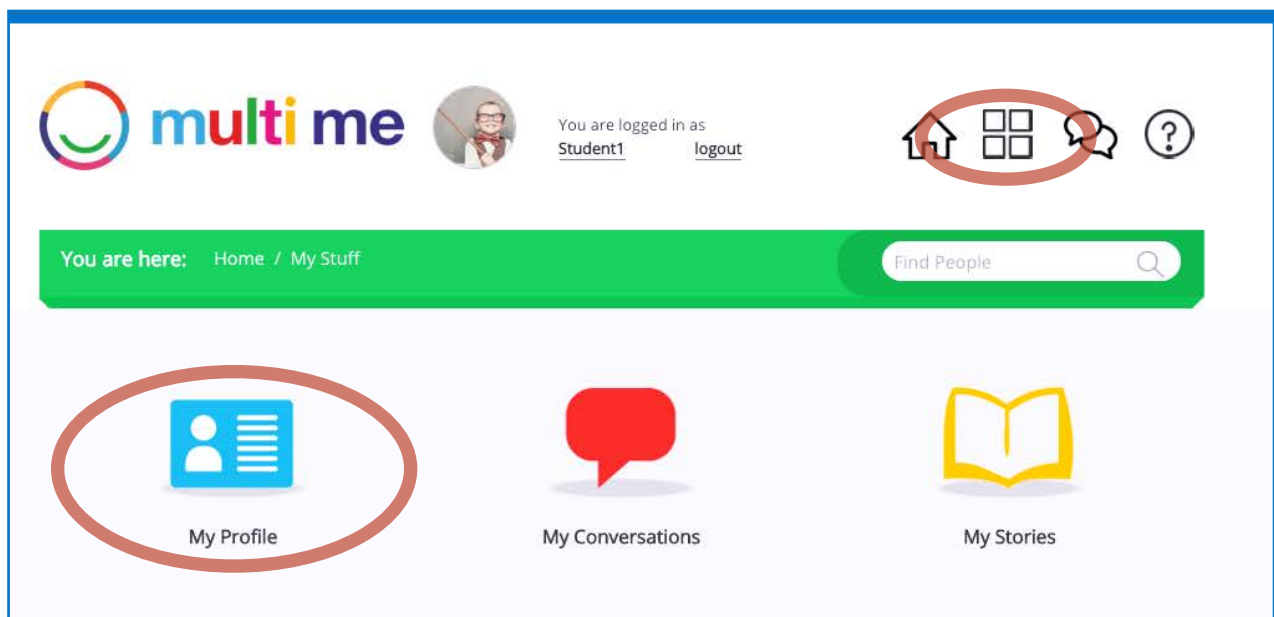 multi me
You are logged in as
Student1 logout
?
You are here: Home / My Stuff
Find People
My Profile
My Conversations
My Stories